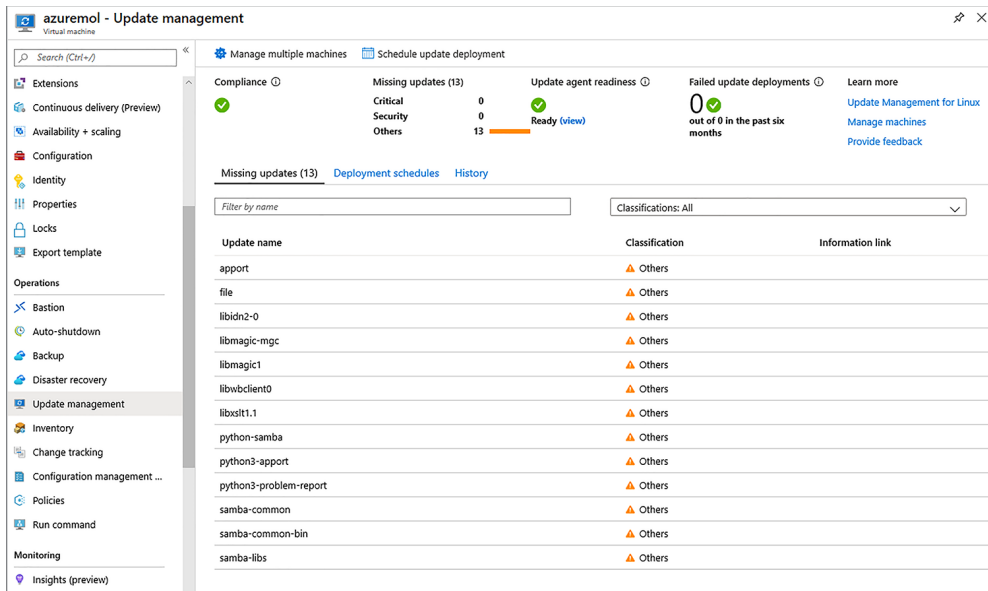 azuremol - Update management
Virtual machine
Search (Ctrl+/)
Extensions
Continuous delivery (Preview)
Availability + scaling
Configuration
Identity
Properties
Locks
Export template
Operations
Bastion
Auto-shutdown
Backup
Disaster recovery
Update management
Inventory
Change tracking
Configuration management ...
Policies
Run command
Monitoring
Insights (preview)
Manage multiple machines
Schedule update deployment
Compliance
Missing updates (13)
Critical 0
Security 0
Others 13
Update agent readiness
Ready (view)
Failed update deployments
0
out of 0 in the past six
months
Learn more
Update Management for Linux
Manage machines
Provide feedback
Missing updates (13) Deployment schedules History
Filter by name
Classifications: All
Update name Classification Information link
apport Others
file Others
libidn2-0 Others
libmagic-mgc Others
libmagic1 Others
libwbclient0 Others
libxslt1.1 Others
python-samba Others
python3-apport Others
python3-problem-report Others
samba-common Others
samba-common-bin Others
samba-libs Others